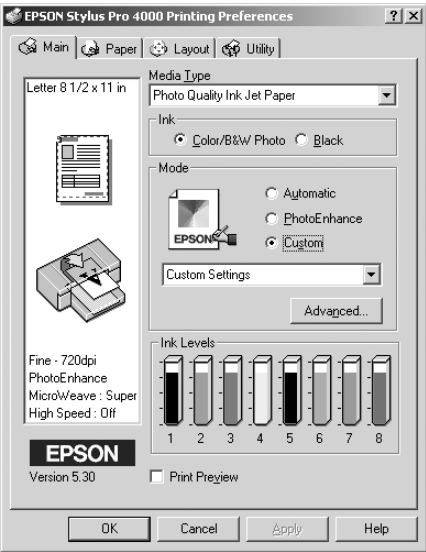 EPSON Stylus Pro 4000 Printing Preferences
Main
Paper
Layout
Utility
Letter 8 1/2 x 11 in
Media Type
Photo Quality Ink Jet Paper
Ink
Color/B&W Photo
Black
Mode
EPSON
Automatic
PhotoEnhance
Custom
Custom Settings
Advanced...
Fine - 720dpi
PhotoEnhance
MicroWeave : Super
High Speed : Off
Ink Levels
1 2 3 4 5 6 7 8
EPSON
Version 5.30
Print Preview
OK Cancel Apply Help